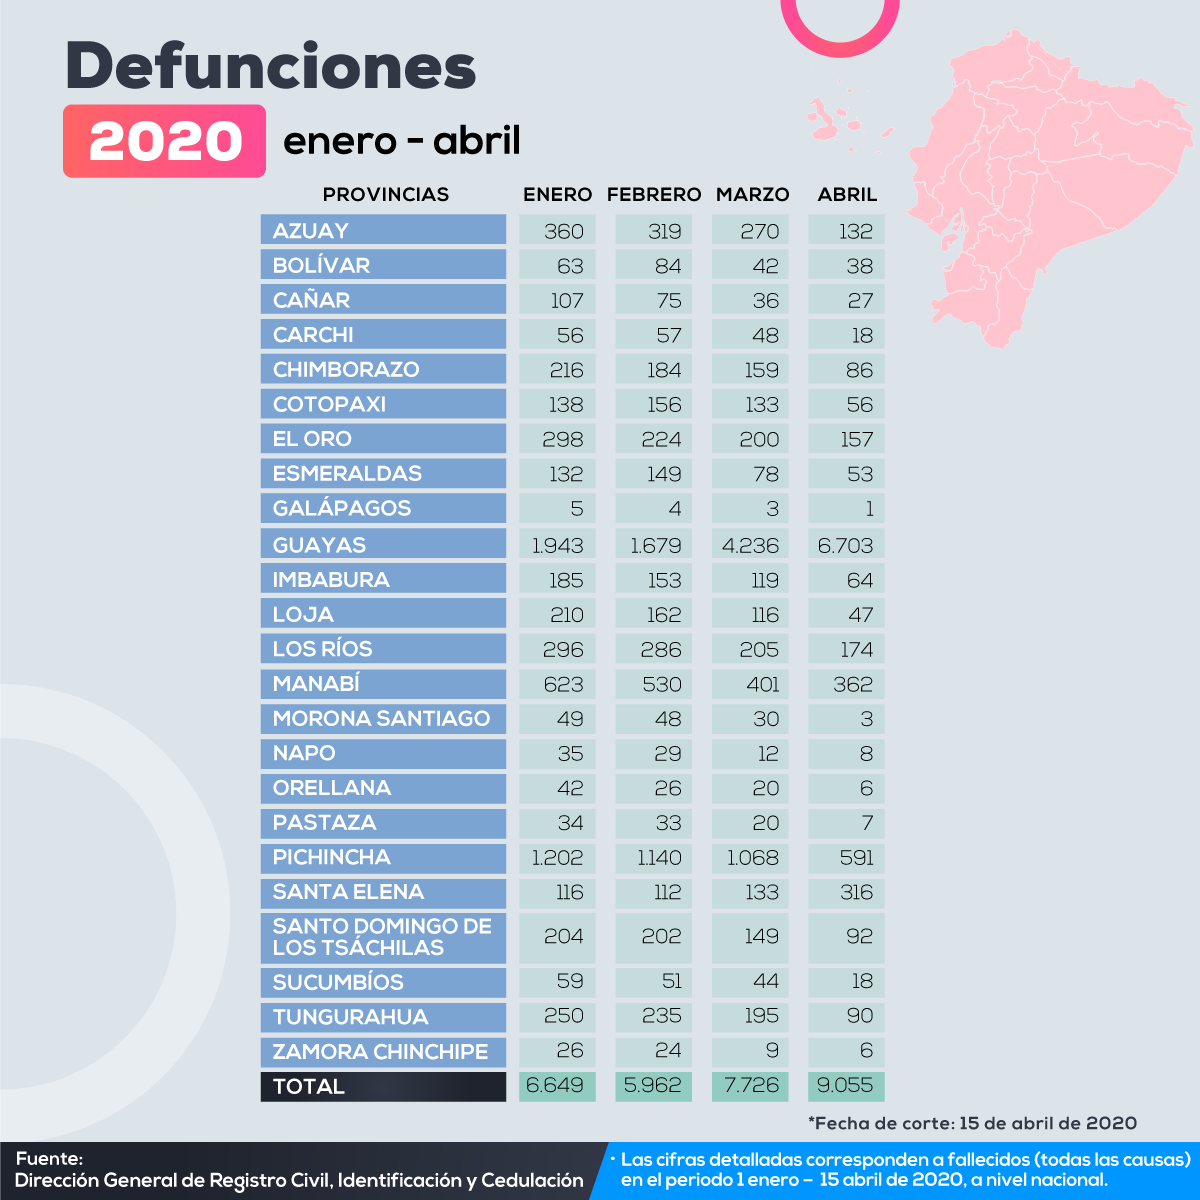 Defunciones
2020 enero - abril
PROVINCIAS ENERO FEBRERO MARZO ABRIL
AZUAY 360 319 270 132
BOLÍVAR 63 84 42 38
CAÑAR 107 75 36 27
CARCHI 56 57 48 18
CHIMBORAZO 216 184 159 86
COTOPAXI 138 156 133 56
EL ORO 298 224 200 157
ESMERALDAS 132 149 78 53
GALÁPAGOS 5 4 3 1
GUAYAS 1.943 1.679 4.236 6.703
IMBABURA 185 153 119 64
LOJA 210 162 116 47
LOS RÍOS 296 286 205 174
MANABÍ 623 530 401 362
MORONA SANTIAGO 49 48 30 3
NAPO 35 29 12 8
ORELLANA 42 26 20 6
PASTAZA 34 33 20 7
PICHINCHA 1.202 1.140 1.068 591
SANTA ELENA 116 112 133 316
SANTO DOMINGO DE
LOS TSÁCHILAS 204 202 149 92
SUCUMBÍOS 59 51 44 18
TUNGURAHUA 250 235 195 90
ZAMORA CHINCHIPE 26 24 9 6
TOTAL 6.649 5.962 7.726 9.055
*Fecha de corte: 15 de abril de 2020
Fuente:
Dirección General de Registro Civil, Identificación y Cedulación
• Las cifras detalladas corresponden a fallecidos (todas las causas)
en el periodo 1 enero – 15 abril de 2020, a nivel nacional.